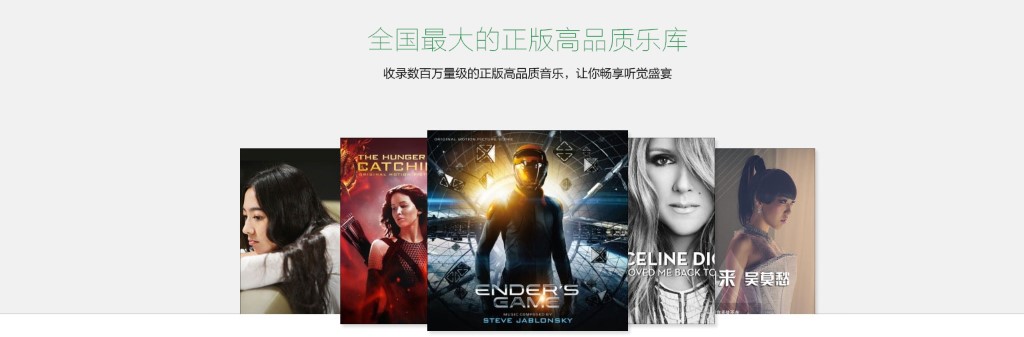 全国最大的正版高品质乐库
收录数百万量级的正版高品质音乐，让你畅享听觉盛宴
ORIGINAL MOTION PICTURE SCORE
THE HUNGER
CATCHI
ORIGINAL MOTION PI
ENDER'S
GAME
MUSIC COMPOSED BY
STEVE JABLONSKY
CELINE DI
OVED ME BACK TO
来 吴莫愁